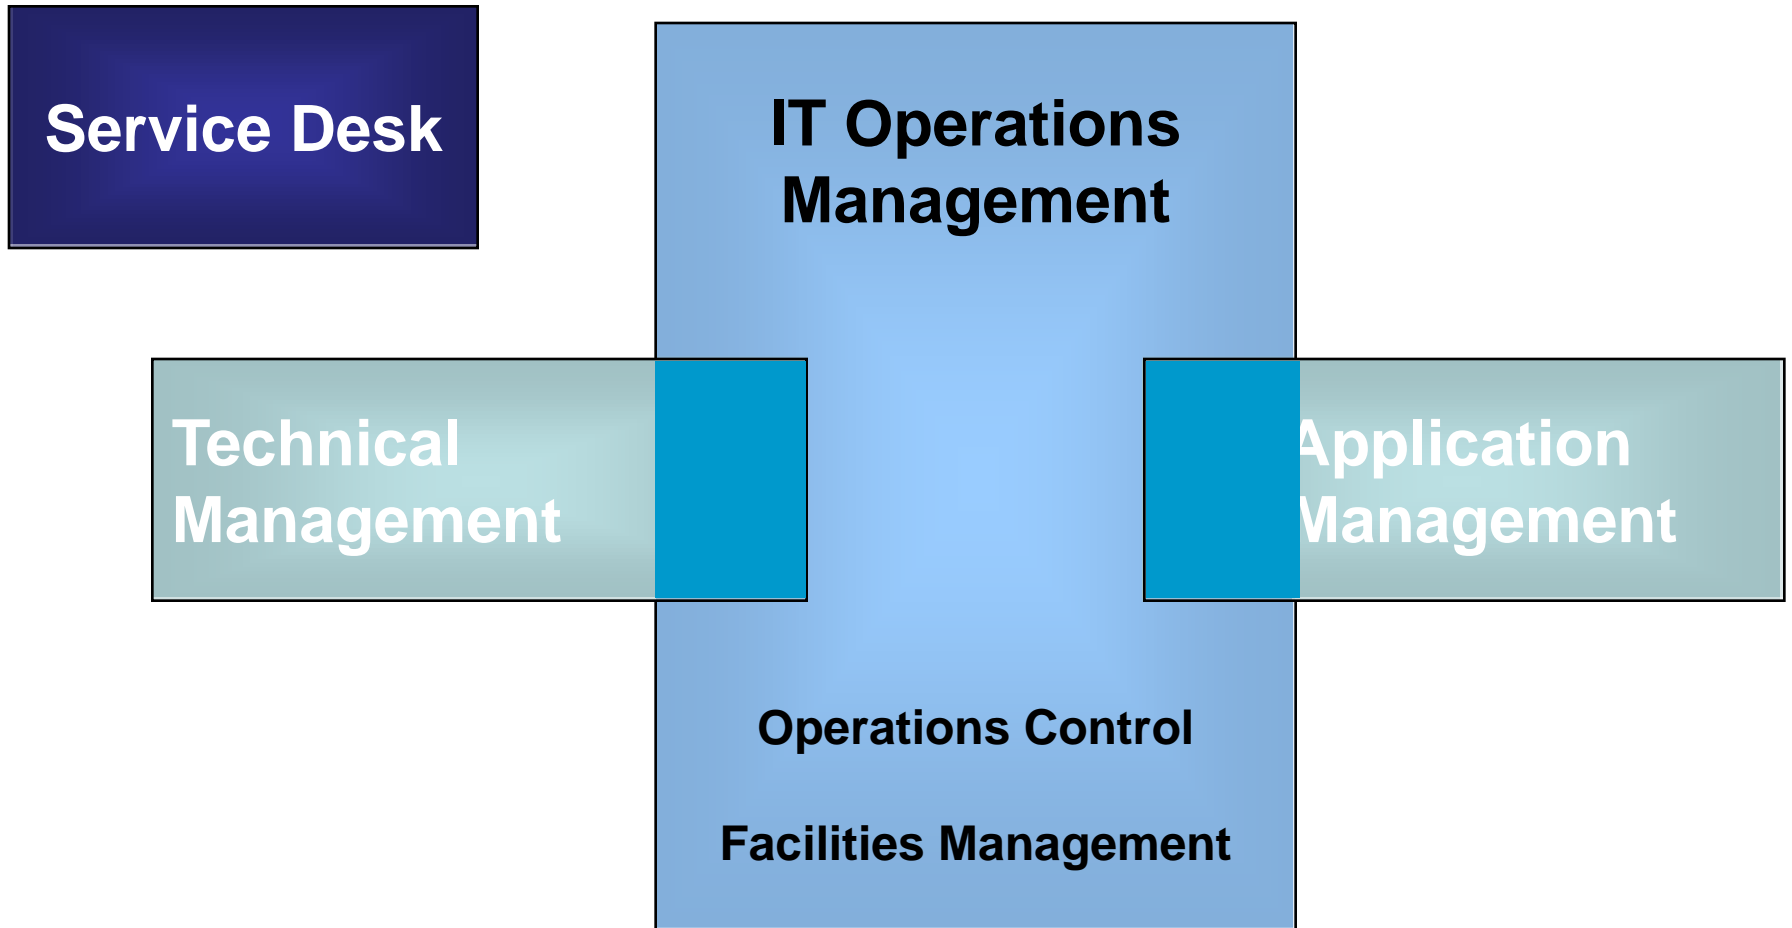 Service Desk
IT Operations
Management
Technical
Management
Application
Management
Operations Control
Facilities Management